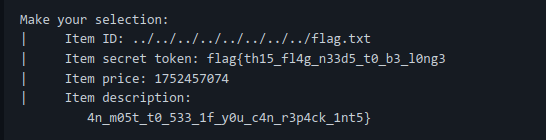 Make your selection:
|     Item ID: ../../../../../../../../flag.txt
|     Item secret token: flag{th15_fl4g_n33d5_t0_b3_l0ng3
|     Item price: 1752457074
|     Item description:
        4n_m05t_t0_533_1f_y0u_c4n_r3p4ck_1nt5}